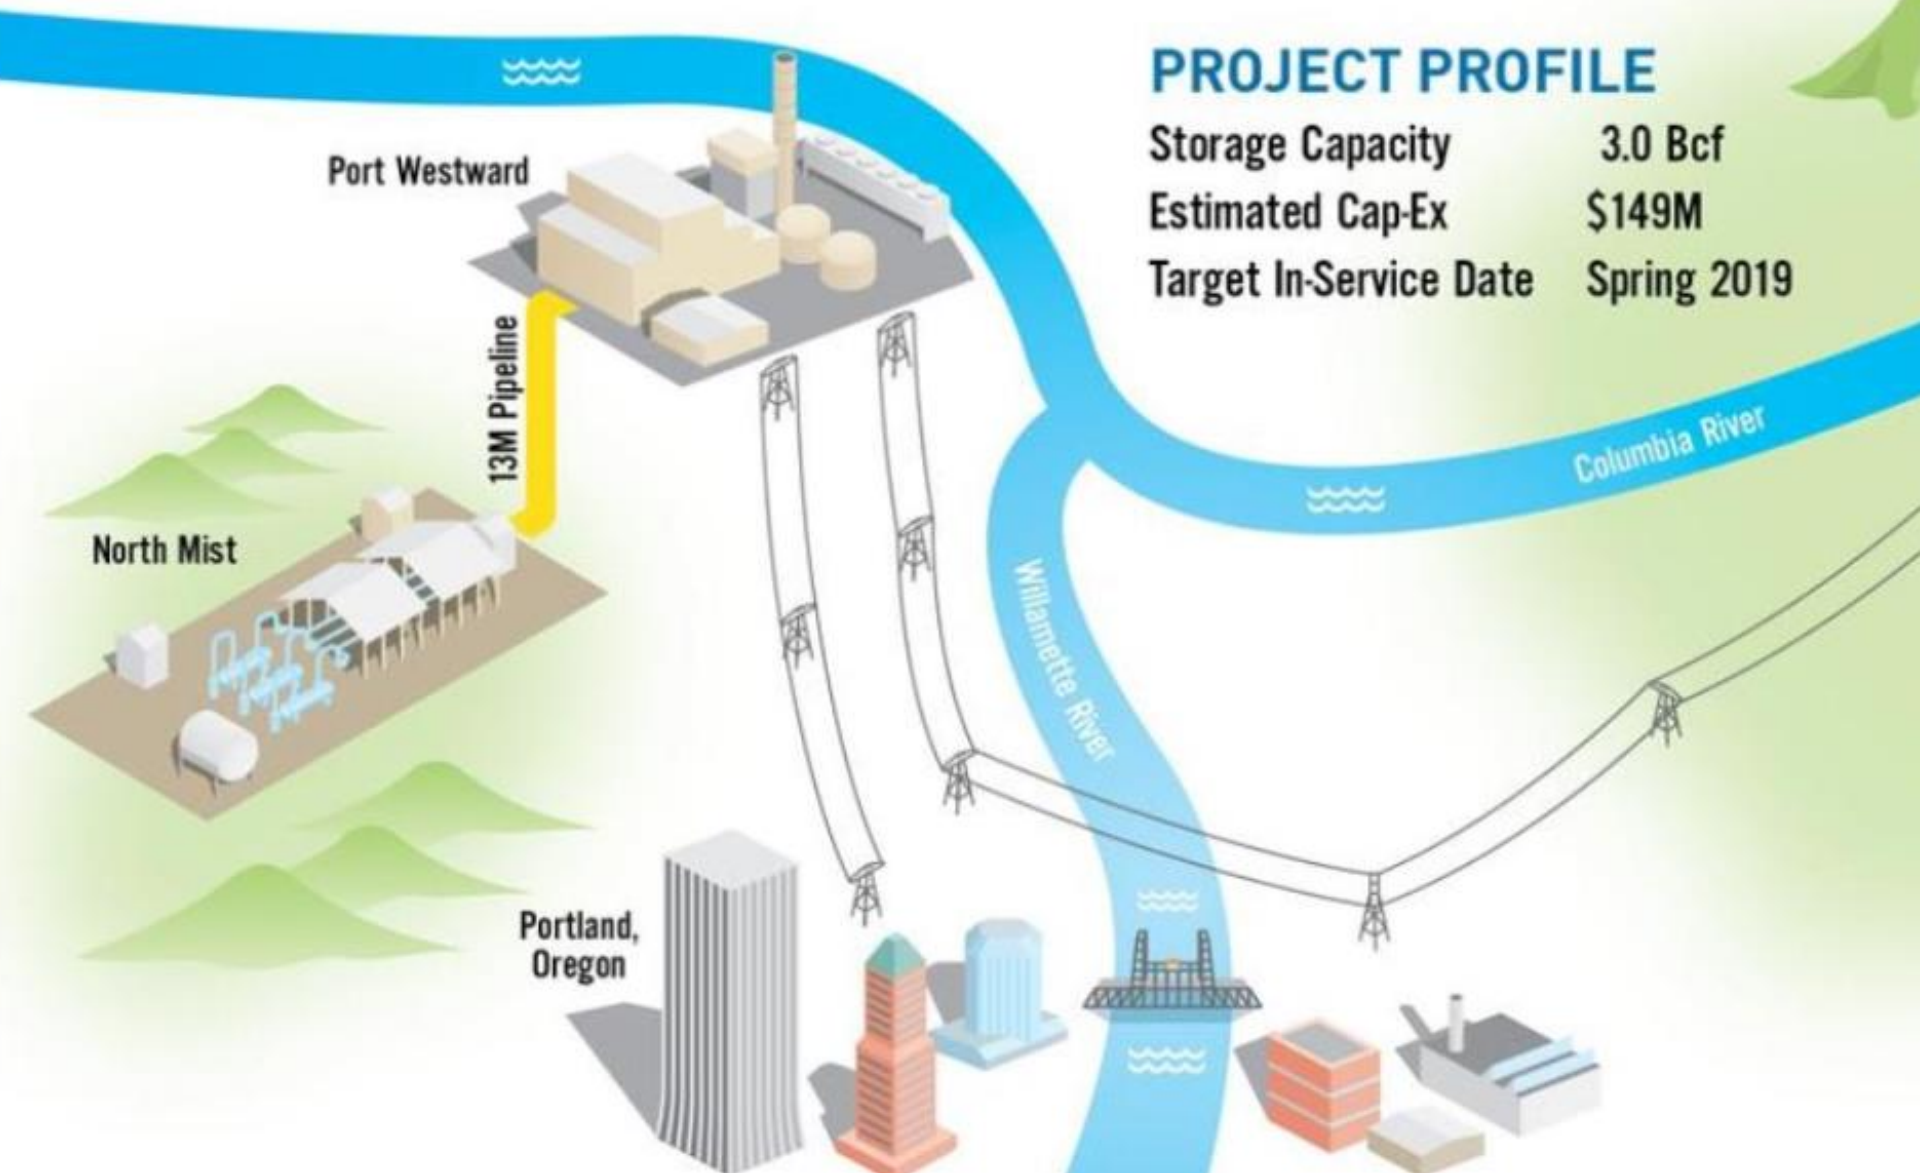 PROJECT PROFILE
Storage Capacity 3.0 Bcf
Estimated Cap-Ex $149M
Target In-Service Date Spring 2019
Port Westward
13M Pipeline
North Mist
Columbia River
Willamette River
Portland,
Oregon